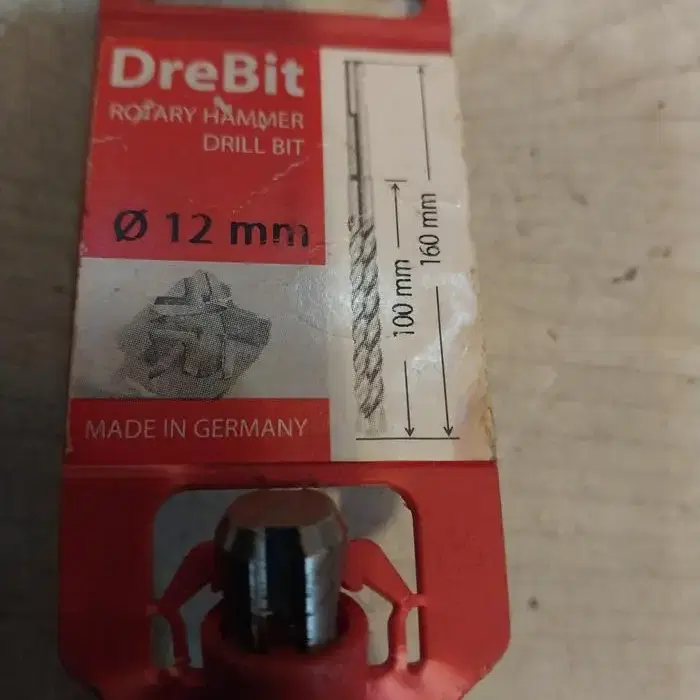 DreBit
ROTARY HAMMER
DRILL BIT
Ø 12 mm
100 mm
160 mm
MADE IN GERMANY